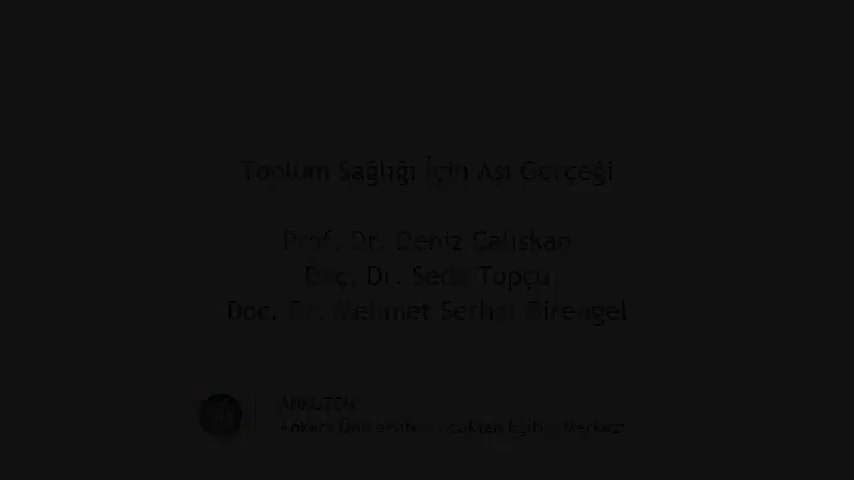 Toplum Sağlığı İçin Aşı Gerçeği
Prof. Dr. Deniz Çalışkan
Doç. Dr. Seda Topçu
Doç. Dr. Mehmet Serhat Birengel
ANKUZEM
Ankara Üniversitesi Uzaktan Eğitim Merkezi